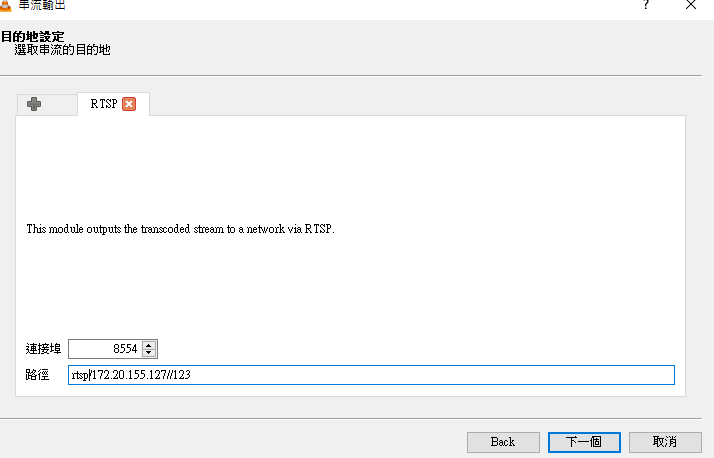 串流輸出 ?
目的地設定
選取串流的目的地
RTSP
This module outputs the transcoded stream to a network via RTSP.
連接埠 8554
路徑 rtsp/172.20.155.127//123
Back 下一個 取消